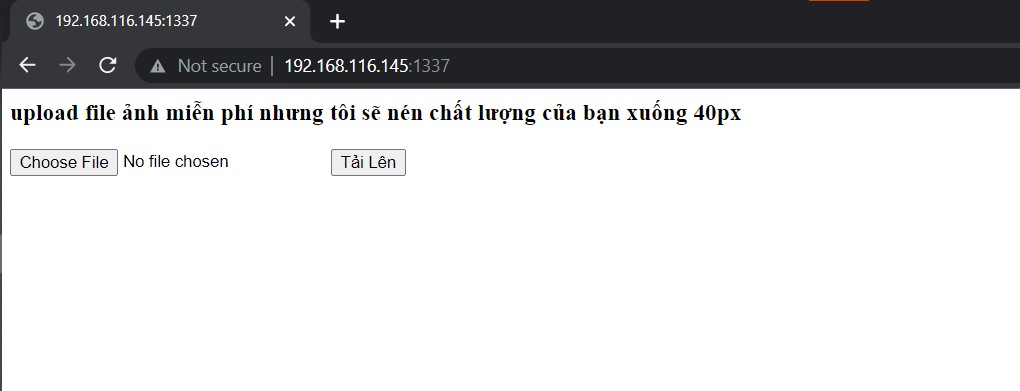 192.168.116.145:1337
Not secure | 192.168.116.145:1337
upload file ảnh miễn phí nhưng tôi sẽ nén chất lượng của bạn xuống 40px
Choose File No file chosen Tải Lên